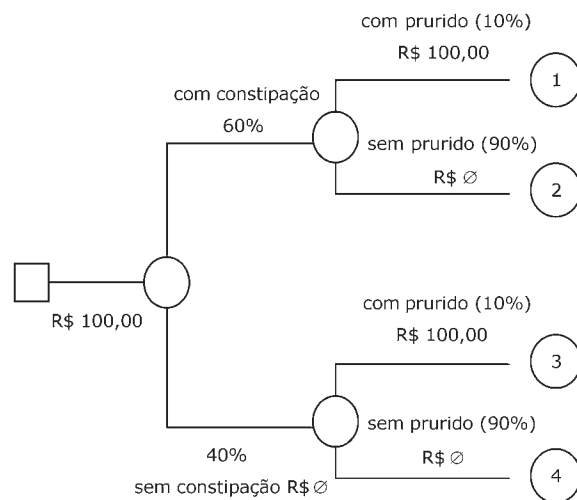 com prurido (10%)
R$ 100,00
1
com constipação
60%
sem prurido (90%)
R$ ∅
2
R$ 100,00
com prurido (10%)
R$ 100,00
3
sem prurido (90%)
40%
R$ ∅
4
sem constipação R$ ∅